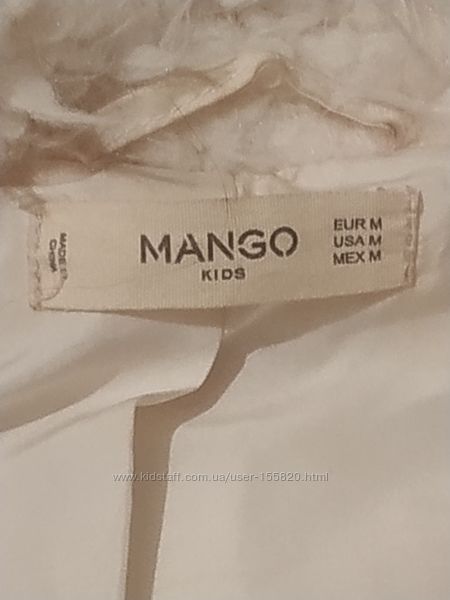 MADE IN
CHINA
MANGO
KIDS
EUR M
USA M
MEX M
www.kidstaff.com.ua/user-155820.html